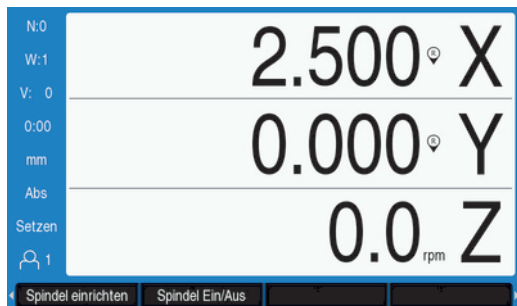 N:0
W:1
V: 0
0:00
mm
Abs
Setzen
1
2.500 R X
0.000 R Y
0.0 rpm Z
Spindel einrichten Spindel Ein/Aus